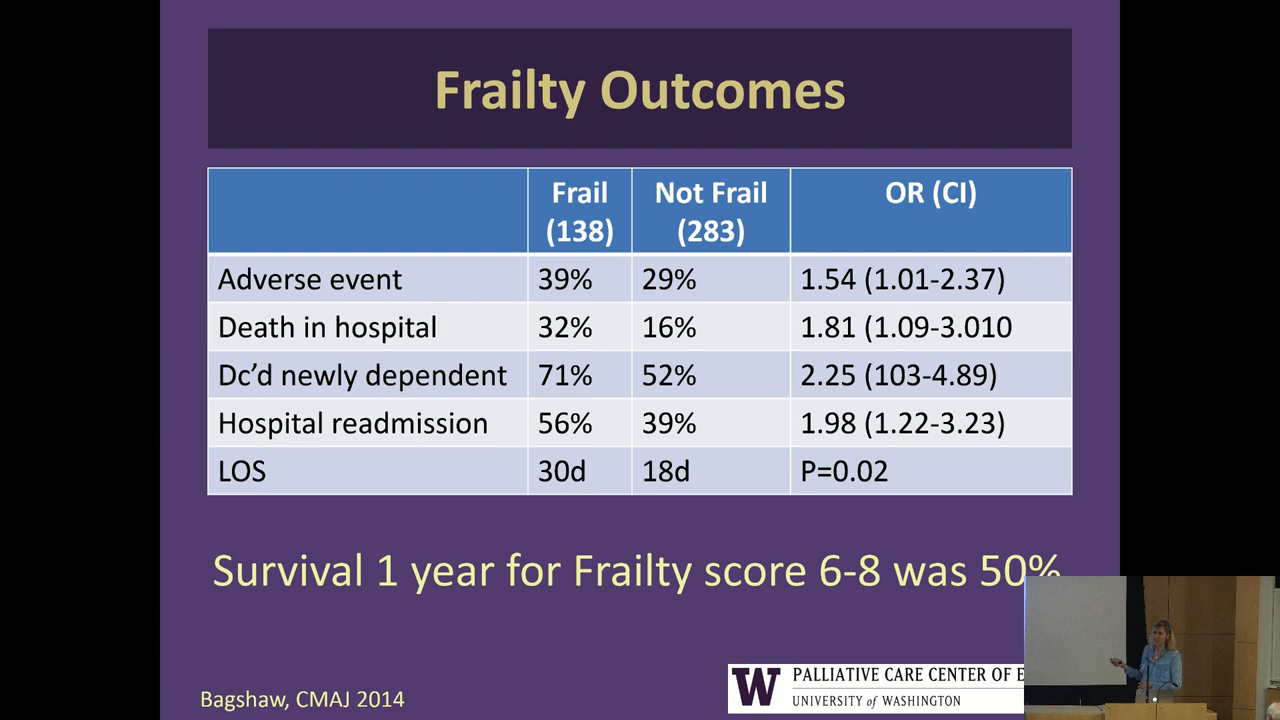 Frailty Outcomes
Frail Not Frail OR (CI)
(138) (283)
Adverse event 39% 29% 1.54 (1.01-2.37)
Death in hospital 32% 16% 1.81 (1.09-3.010
Dc’d newly dependent 71% 52% 2.25 (103-4.89)
Hospital readmission 56% 39% 1.98 (1.22-3.23)
LOS 30d 18d P=0.02
Survival 1 year for Frailty score 6-8 was 50%
Bagshaw, CMAJ 2014
W PALLIATIVE CARE CENTER OF E
UNIVERSITY of WASHINGTON